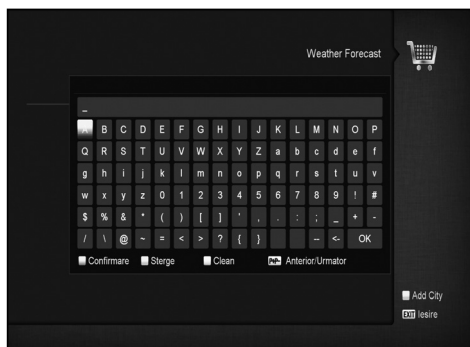 Weather Forecast
_
A B C D E F G H I J K L M N O P
Q R S T U V W X Y Z a b c d e f
g h i j k l m n o p q r s t u v
w x y z 0 1 2 3 4 5 6 7 8 9 ! #
$ % & * ( ) [ ] ' , . : ; _ + -
/ \ @ ~ = < > ? { } -- <- OK
Confirmare Sterge Clean P+/P- Anterior/Urmator
Add City
EXIT Iesire